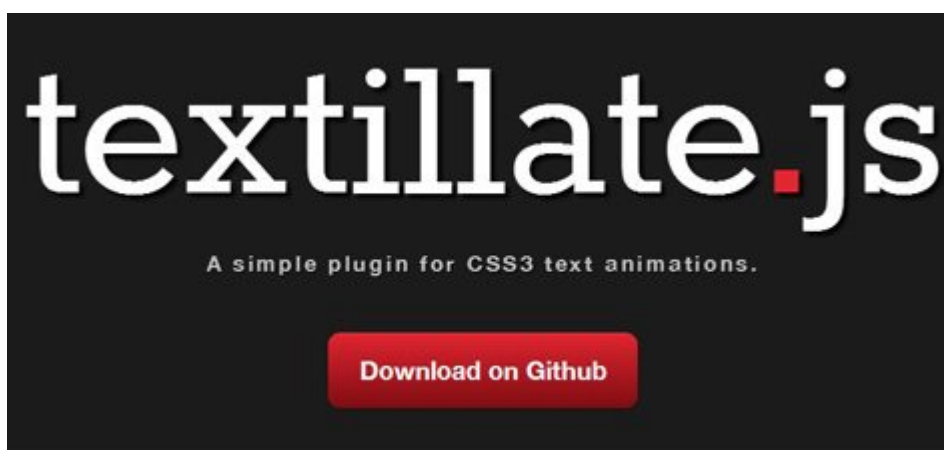 textillate.js
A simple plugin for CSS3 text animations.
Download on Github